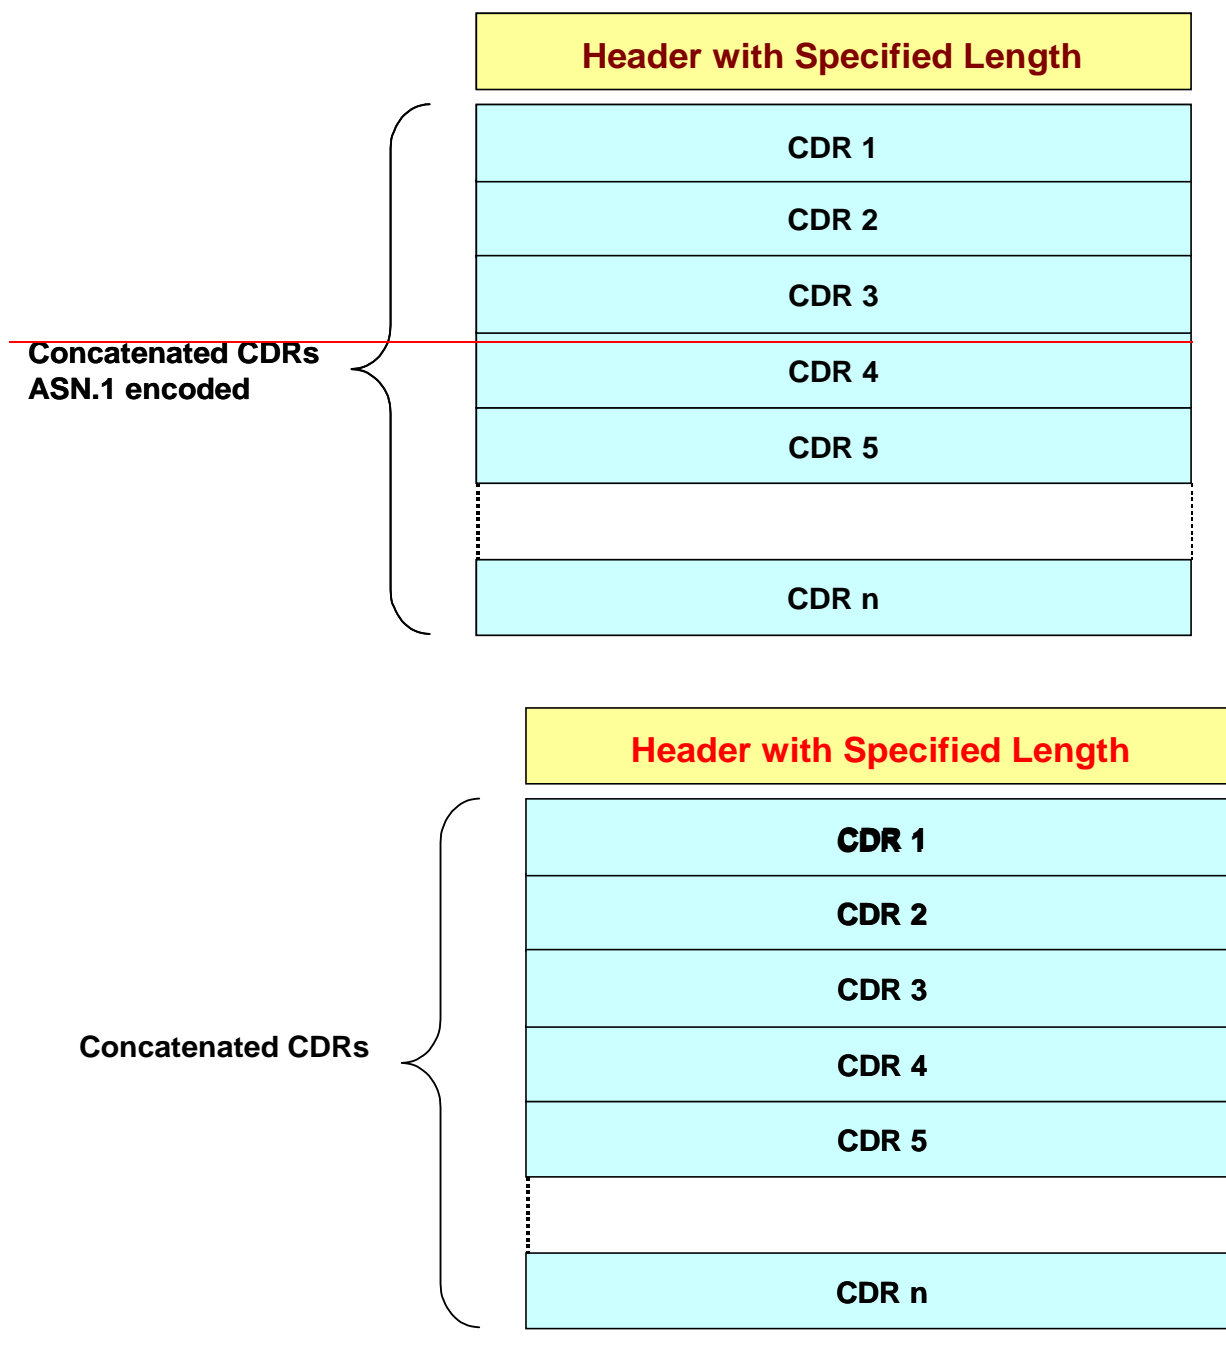 Header with Specified Length
CDR 1
CDR 2
CDR 3
Concatenated CDRs
ASN.1 encoded
CDR 4
CDR 5
CDR n
Header with Specified Length
CDR 1
CDR 2
CDR 3
Concatenated CDRs
CDR 4
CDR 5
CDR n